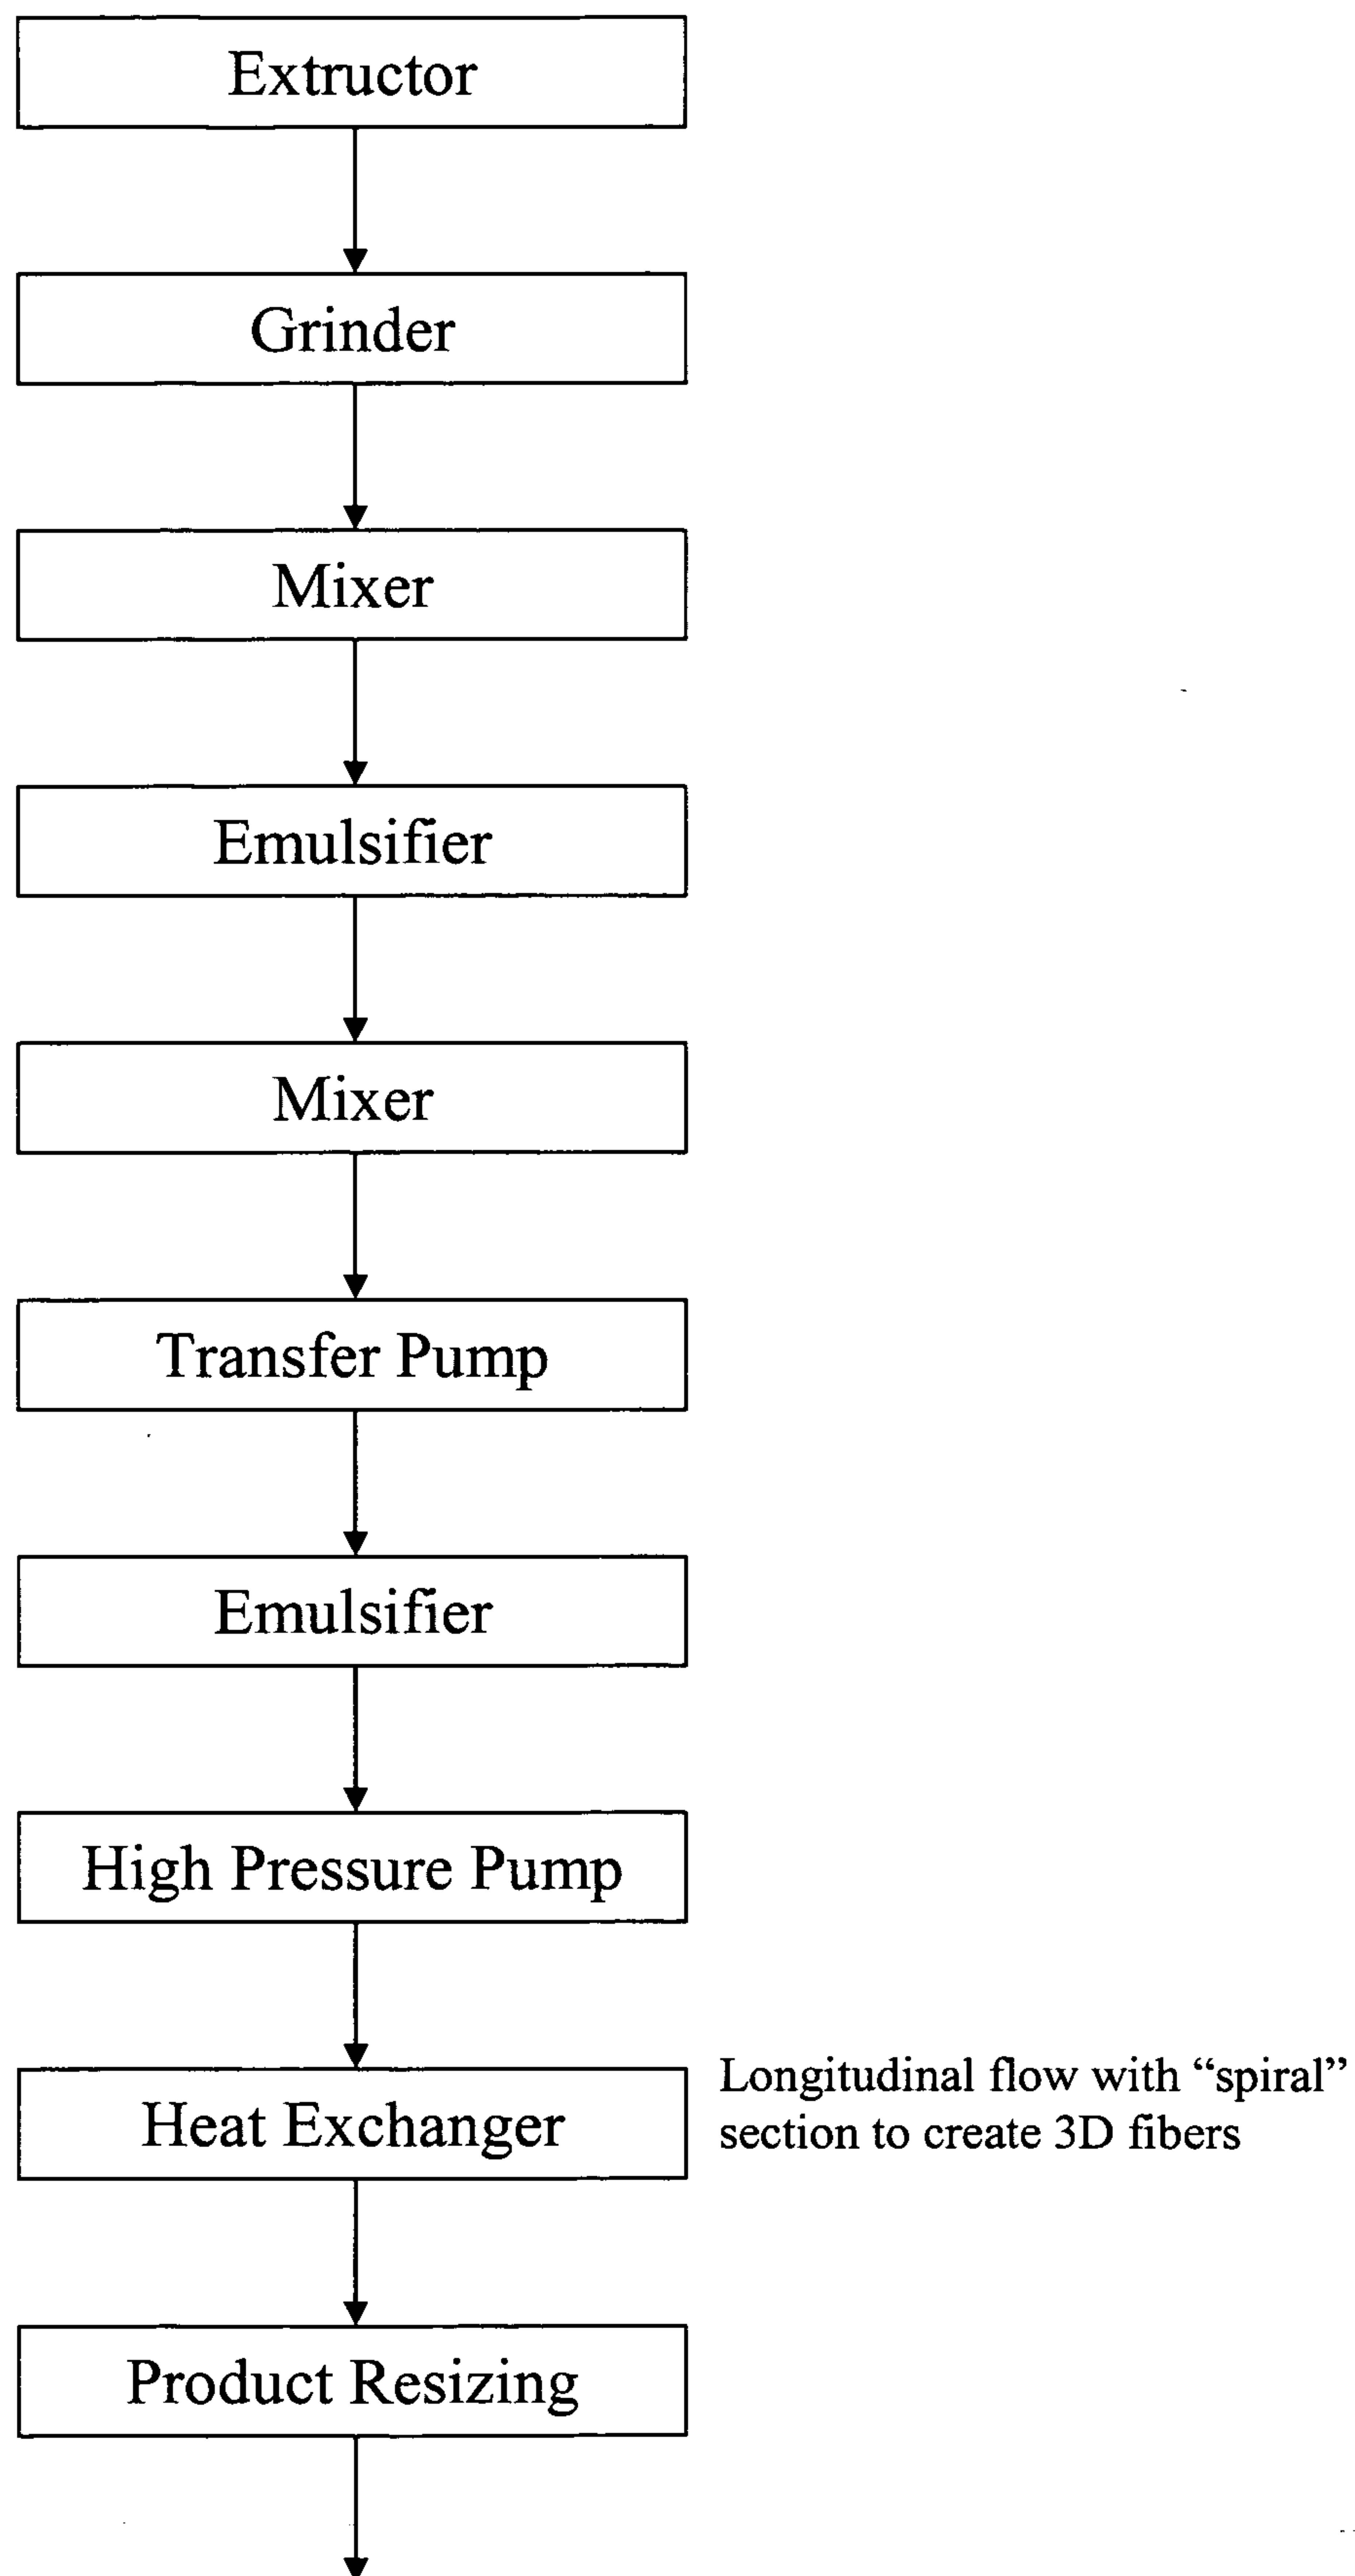 Extructor
Grinder
Mixer
Emulsifier
Mixer
Transfer Pump
Emulsifier
High Pressure Pump
Heat Exchanger
Longitudinal flow with “spiral”
section to create 3D fibers
Product Resizing